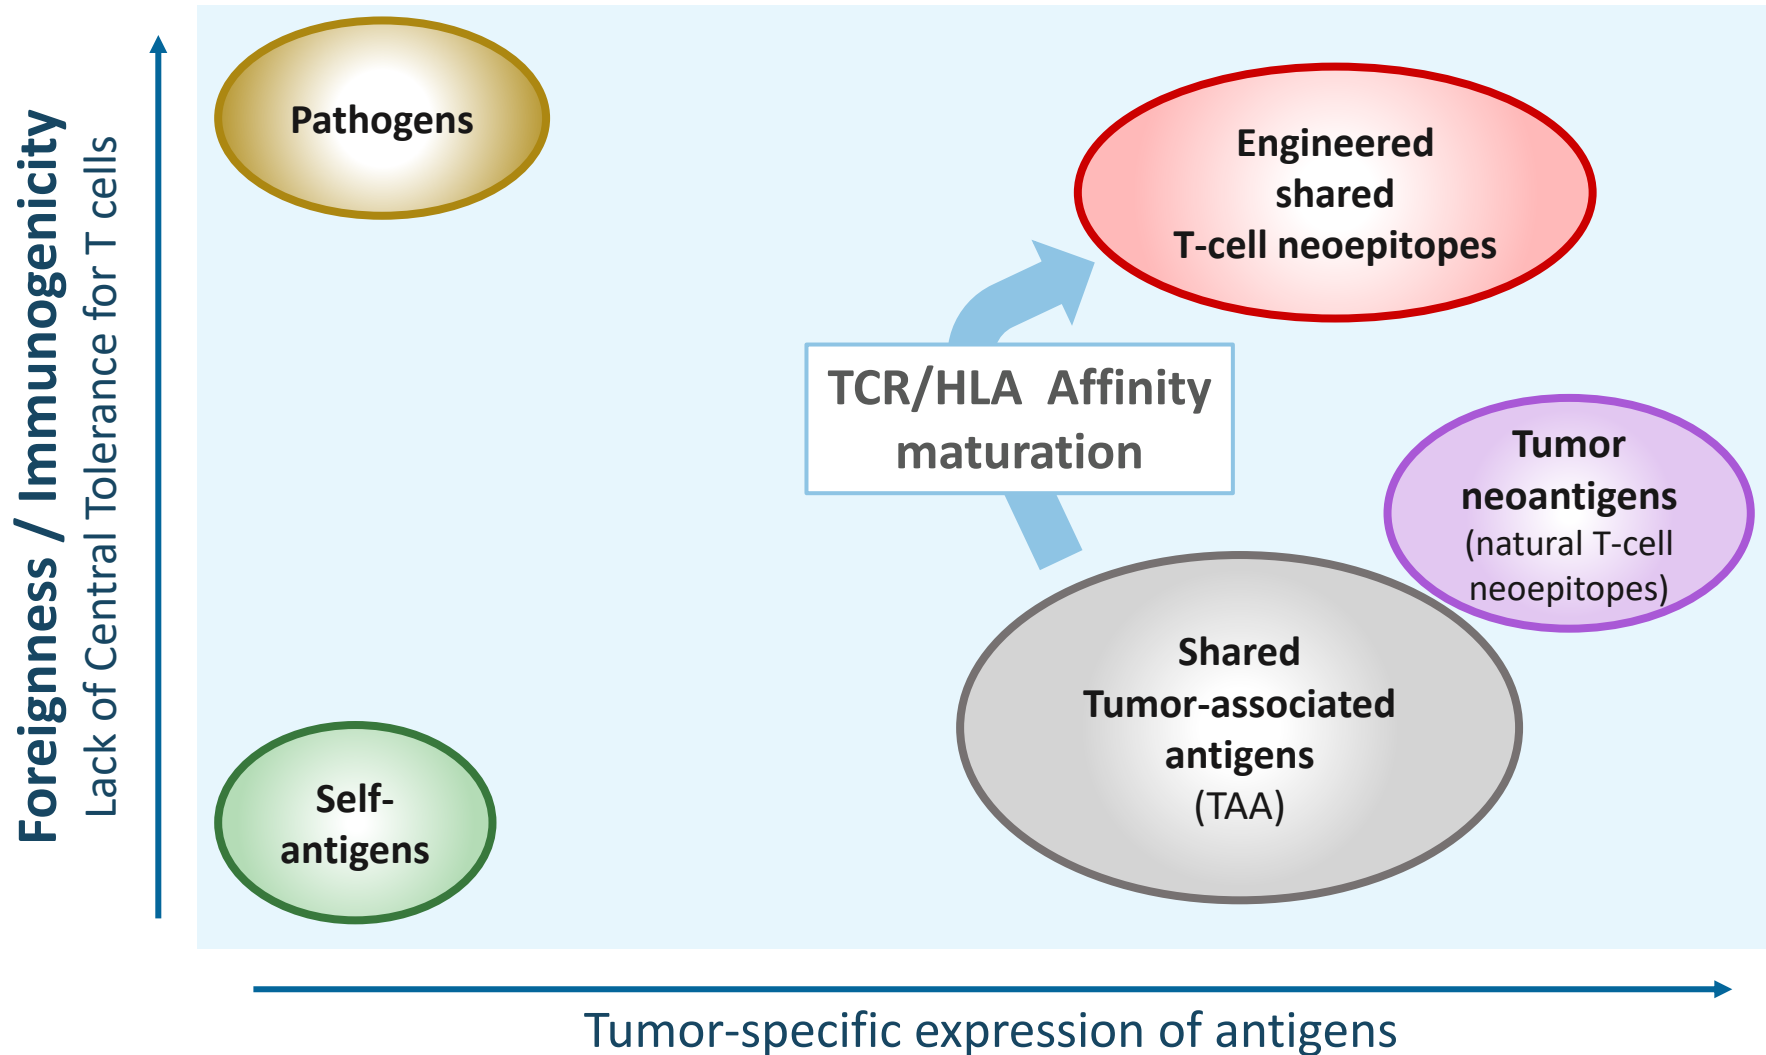 Foreignness / Immunogenicity
Lack of Central Tolerance for T cells
Pathogens
Engineered
shared
T-cell neoepitopes
TCR/HLA  Affinity
maturation
Tumor
neoantigens
(natural T-cell
neoepitopes)
Shared
Tumor-associated
antigens
(TAA)
Self-
antigens
Tumor-specific expression of antigens